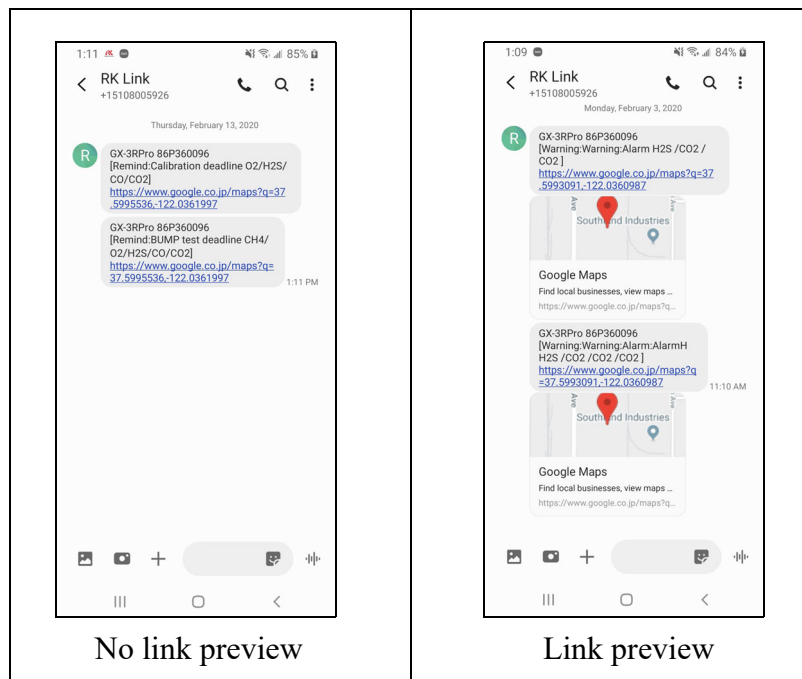 1:11
85%
RK Link
+15108005926
Thursday, February 13, 2020
R
GX-3RPro 86P360096
[Remind:Calibration deadline O2/H2S/
CO/CO2]
https://www.google.co.jp/maps?q=37
.5995536,-122.0361997
GX-3RPro 86P360096
[Remind:BUMP test deadline CH4/
O2/H2S/CO/CO2]
https://www.google.co.jp/maps?q=
37.5995536,-122.0361997
1:11 PM
No link preview
1:09
84%
RK Link
+15108005926
Monday, February 3, 2020
R
GX-3RPro 86P360096
[Warning:Warning:Alarm H2S /CO2 /
CO2 ]
https://www.google.co.jp/maps?q=37
.5993091,-122.0360987
Ave
A
Southland Industries
Google Maps
Find local businesses, view maps ...
https://www.google.co.jp/maps?q...
GX-3RPro 86P360096
[Warning:Warning:Alarm:AlarmH
H2S /CO2 /CO2 /CO2 ]
https://www.google.co.jp/maps?q
=37.5993091,-122.0360987
11:10 AM
Ave
A
Southland Industries
Google Maps
Find local businesses, view maps ...
https://www.google.co.jp/maps?q...
Link preview